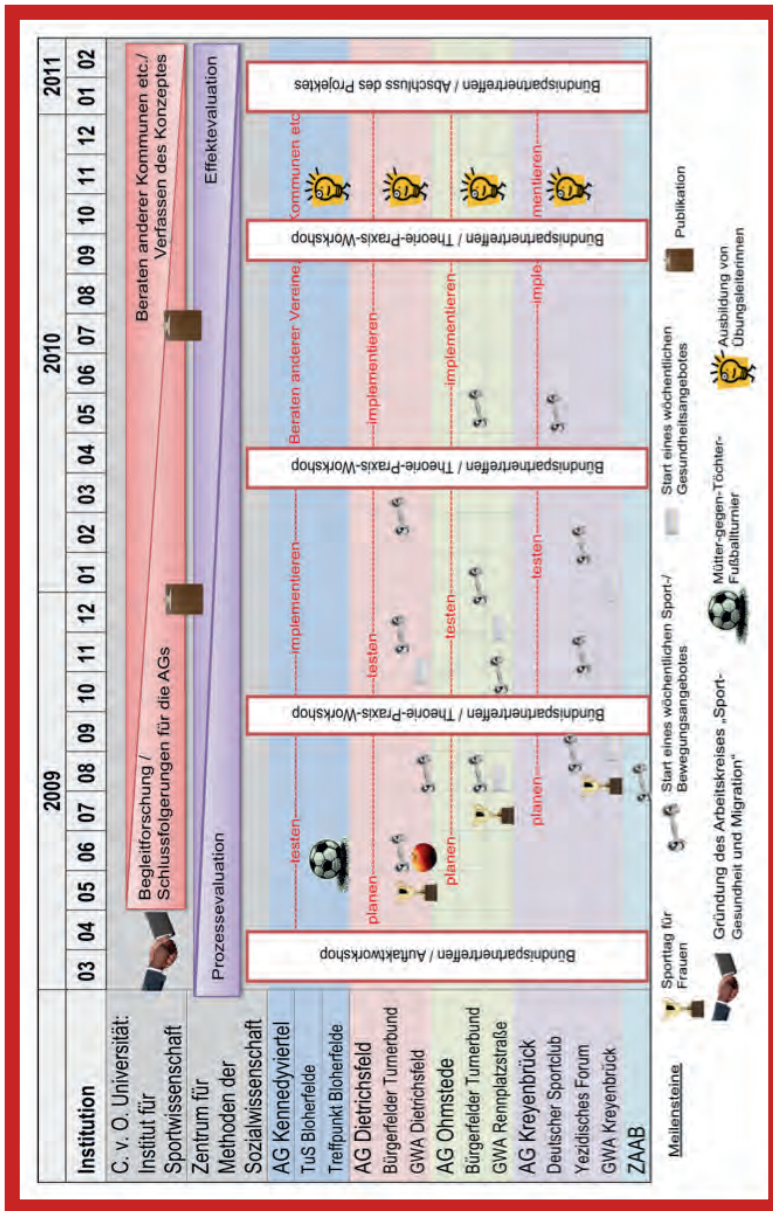 2009
2010
2011
Institution
03
04
05
06
07
08
09
10
11
12
01
02
03
04
05
06
07
08
09
10
11
12
01
02
C. v. O. Universität:
Institut für
Sportwissenschaft
Begleitforschung /
Schlussfolgerungen für die AGs
Beraten anderer Kommunen etc./
Verfassen des Konzeptes
Zentrum für
Methoden der
Sozialwissenschaft
Prozessevaluation
Effektevaluation
Bündnispartnertreffen / Auftaktworkshop
Bündnispartnertreffen / Theorie-Praxis-Workshop
Bündnispartnertreffen / Theorie-Praxis-Workshop
Bündnispartnertreffen / Theorie-Praxis-Workshop
Bündnispartnertreffen / Abschluss des Projektes
AG Kennedyviertel
TuS Bloherfelde
Treffpunkt Bloherfelde
testen
implementieren
Beraten anderer Vereine,
Kommunen etc
AG Dietrichsfeld
Bürgerfelder Turnerbund
GWA Dietrichsfeld
planen
testen
implementieren
AG Ohmstede
Bürgerfelder Turnerbund
GWA Rennplatzstraße
planen
testen
implementieren
AG Kreyenbrück
Deutscher Sportclub
Yezidisches Forum
GWA Kreyenbrück
planen
testen
imple
mentieren
ZAAB
Meilensteine
Sporttag für
Frauen
Start eines wöchentlichen Sport-/
Bewegungsangebotes
Start eines wöchentlichen
Gesundheitsangebotes
Publikation
Gründung des Arbeitskreises „Sport-
Gesundheit und Migration"
Mütter-gegen-Töchter-
Fußballturnier
Ausbildung von
Übungsleiterinnen